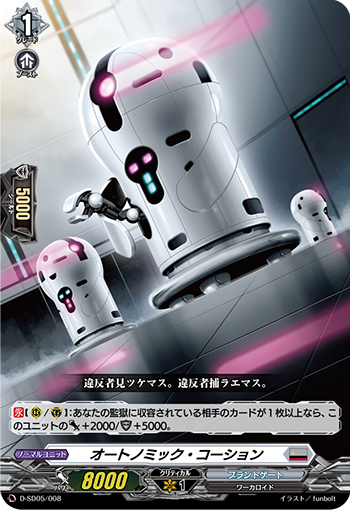 1
グレード
ブースト
5000
シールド
違反者見ツケマス。違反者捕ラエマス。
永【V/R】:あなたの監獄に収容されている相手のカードが1枚以上なら、こ
のユニットの+2000/+5000。
ノーマルユニット
オートノミック・コーション
パワー 8000
クリティカル
1
ブラントゲート
ワーカロイド
D-SD05/008
イラスト/funbolt